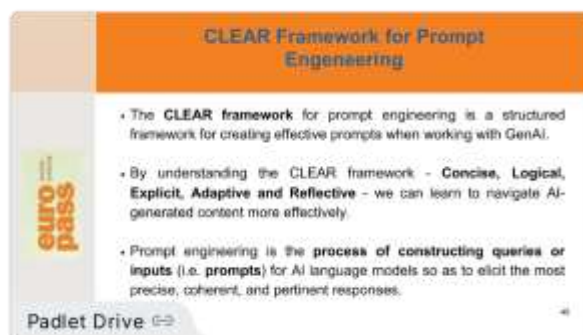 CLEAR Framework for Prompt
Engeneering
• The CLEAR framework for prompt engineering is a structured
framework for creating effective prompts when working with GenAI.
• By understanding the CLEAR framework - Concise, Logical,
Explicit, Adaptive and Reflective – we can learn to navigate AI-
generated content more effectively.
• Prompt engineering is the process of constructing queries or
inputs (i.e. prompts) for AI language models so as to elicit the most
precise, coherent, and pertinent responses.
euro
pass
Padlet Drive